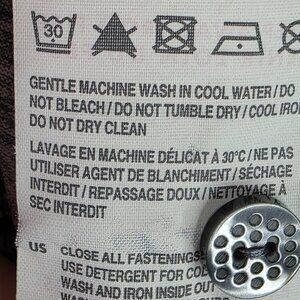 30
GENTLE MACHINE WASH IN COOL WATER / DO
NOT BLEACH / DO NOT TUMBLE DRY / COOL IRON
DO NOT DRY CLEAN
LAVAGE EN MACHINE DÉLICAT À 30°C / NE PAS
UTILISER AGENT DE BLANCHIMENT / SÉCHAGE
INTERDIT / REPASSAGE DOUX / NETTOYAGE À
SEC INTERDIT
US CLOSE ALL FASTENINGS
USE DETERGENT FOR COL
WASH AND IRON INSIDE OUT